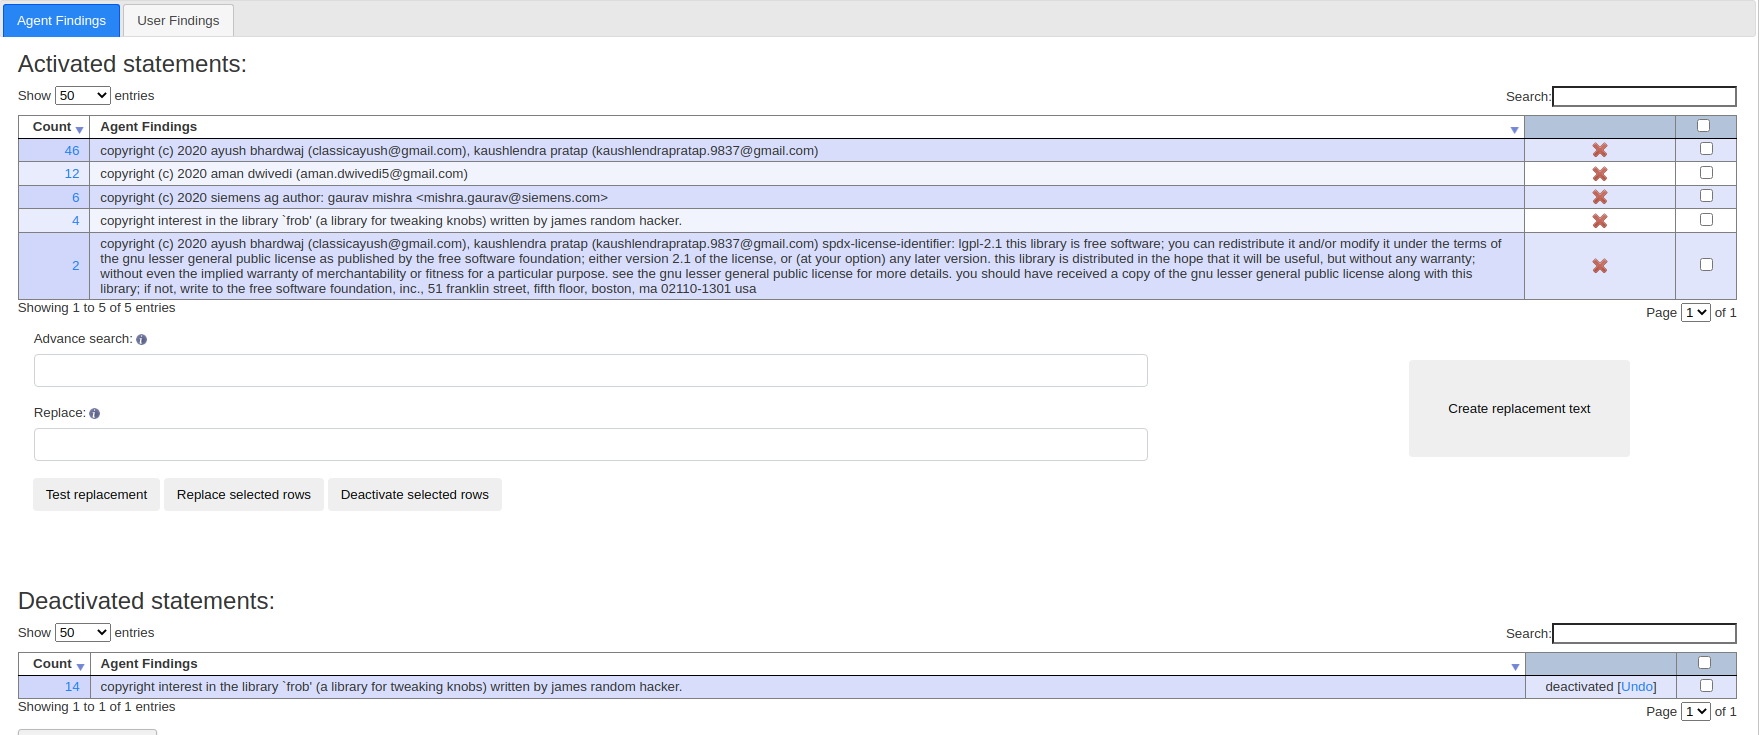 Agent Findings User Findings
Activated statements:
Show 50 entries Search:
Count Agent Findings
46 copyright (c) 2020 ayush bhardwaj (classicayush@gmail.com), kaushlendra pratap (kaushlendrapratap.9837@gmail.com)
12 copyright (c) 2020 aman dwivedi (aman.dwivedi5@gmail.com)
6 copyright (c) 2020 siemens ag author: gaurav mishra <mishra.gaurav@siemens.com>
4 copyright interest in the library `frob' (a library for tweaking knobs) written by james random hacker.
copyright (c) 2020 ayush bhardwaj (classicayush@gmail.com), kaushlendra pratap (kaushlendrapratap.9837@gmail.com) spdx-license-identifier: lgpl-2.1 this library is free software; you can redistribute it and/or modify it under the terms of
the gnu lesser general public license as published by the free software foundation; either version 2.1 of the license, or (at your option) any later version. this library is distributed in the hope that it will be useful, but without any warranty;
2 without even the implied warranty of merchantability or fitness for a particular purpose. see the gnu lesser general public license for more details. you should have received a copy of the gnu lesser general public license along with this
library; if not, write to the free software foundation, inc., 51 franklin street, fifth floor, boston, ma 02110-1301 usa
Showing 1 to 5 of 5 entries Page 1 of 1
Advance search:
Replace:
Create replacement text
Test replacement Replace selected rows Deactivate selected rows
Deactivated statements:
Show 50 entries Search:
Count Agent Findings
14 copyright interest in the library `frob' (a library for tweaking knobs) written by james random hacker. deactivated [Undo]
Showing 1 to 1 of 1 entries Page 1 of 1